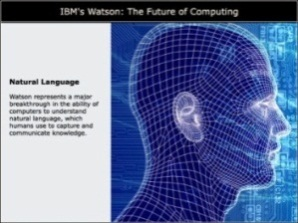 IBM's Watson: The Future of Computing
Natural Language
Watson represents a major
breakthrough in the ability of
computers to understand
natural language, which
humans use to capture and
communicate knowledge.